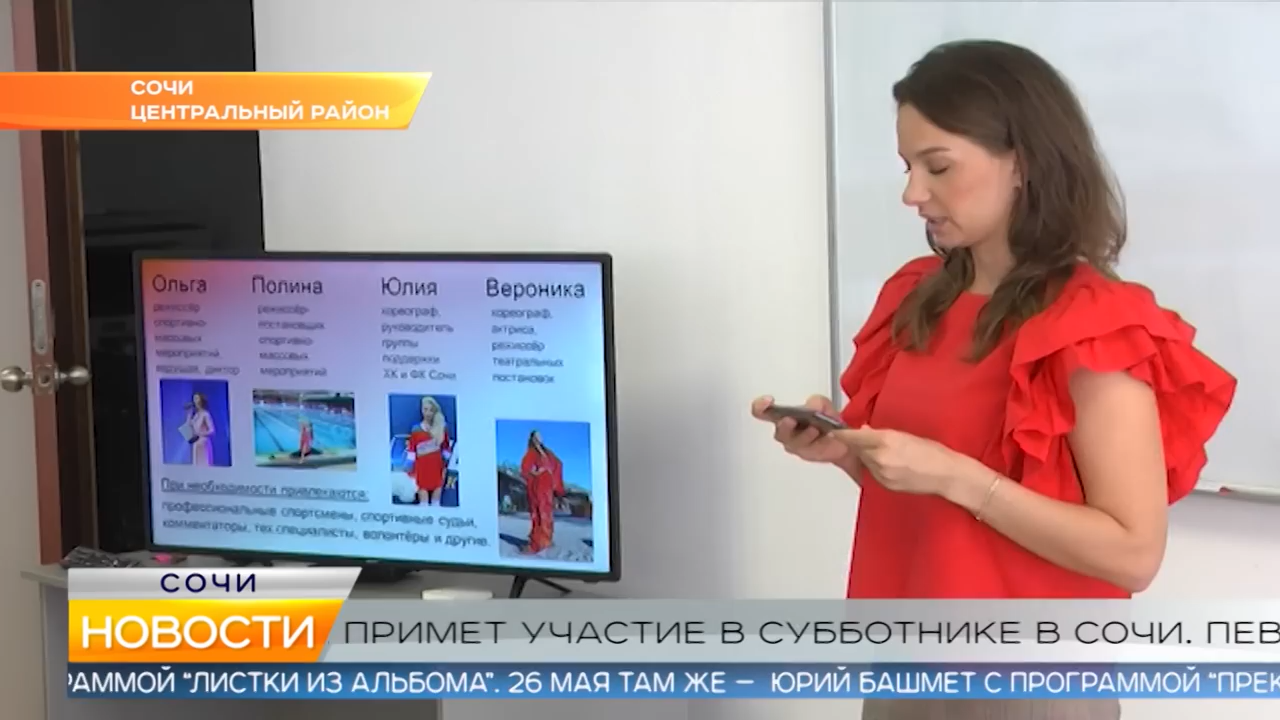 СОЧИ
ЦЕНТРАЛЬНЫЙ РАЙОН
Ольга
режиссёр
спортивно-
массовых
мероприятий,
ведущая, диктор
Полина
режиссёр-
постановщик
спортивно-
массовых
мероприятий
Юлия
хореограф,
руководитель
группы
поддержки
ХК и ФК Сочи
Вероника
хореограф,
актриса,
режиссёр
театральных
постановок
При необходимости привлекаются:
профессиональные спортсмены, спортивные судьи,
комментаторы, тех.специалисты, волонтёры и другие.
СОЧИ
НОВОСТИ
ПРИМЕТ УЧАСТИЕ В СУББОТНИКЕ В СОЧИ. ПЕВ
РАММОЙ “ЛИСТКИ ИЗ АЛЬБОМА”. 26 МАЯ ТАМ ЖЕ – ЮРИЙ БАШМЕТ С ПРОГРАММОЙ “ПРЕК